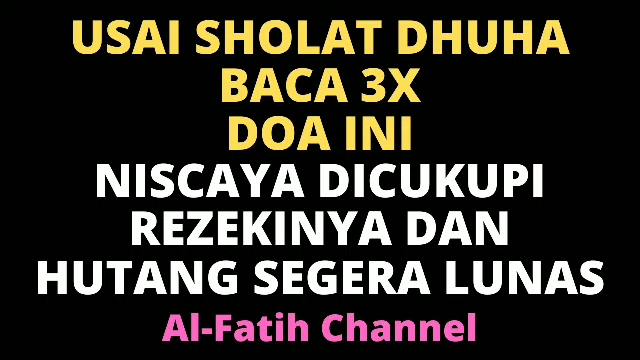 USAI SHOLAT DHUHA
BACA 3X
DOA INI
NISCAYA DICUKUPI
REZEKINYA DAN
HUTANG SEGERA LUNAS
Al-Fatih Channel